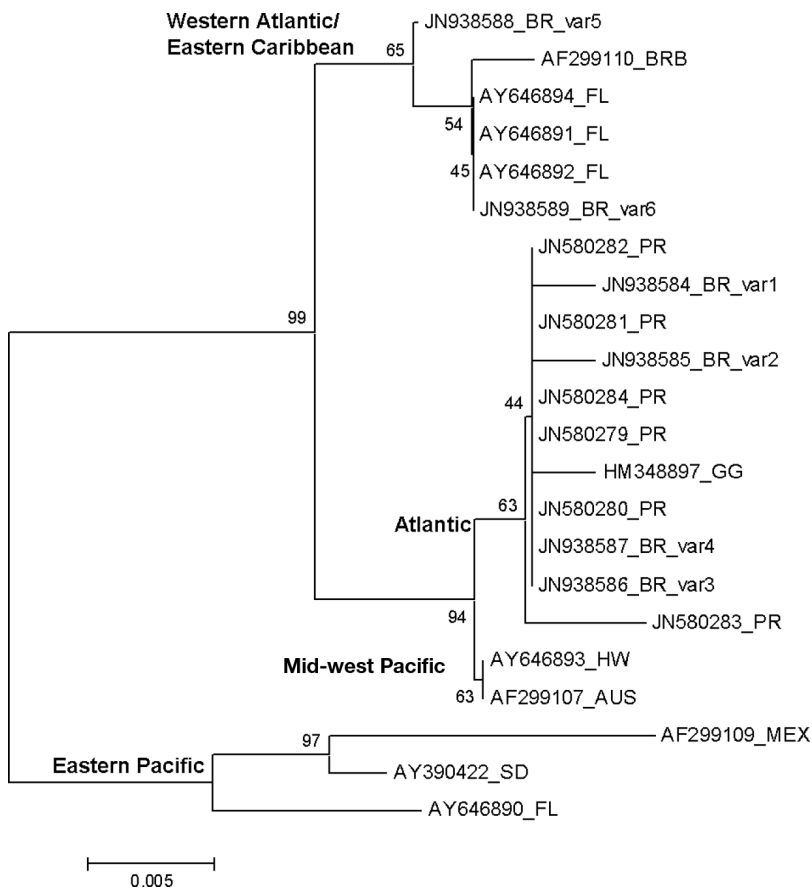 Western Atlantic/
Eastern Caribbean
65
JN938588_BR_var5
AF299110_BRB
AY646894_FL
54
AY646891_FL
45
AY646892_FL
JN938589_BR_var6
JN580282_PR
JN938584_BR_var1
99
JN580281_PR
JN938585_BR_var2
44
JN580284_PR
JN580279_PR
HM348897_GG
63
JN580280_PR
Atlantic
JN938587_BR_var4
JN938586_BR_var3
94
JN580283_PR
Mid-west Pacific
AY646893_HW
63
AF299107_AUS
97
AF299109_MEX
Eastern Pacific
AY390422_SD
AY646890_FL
0.005